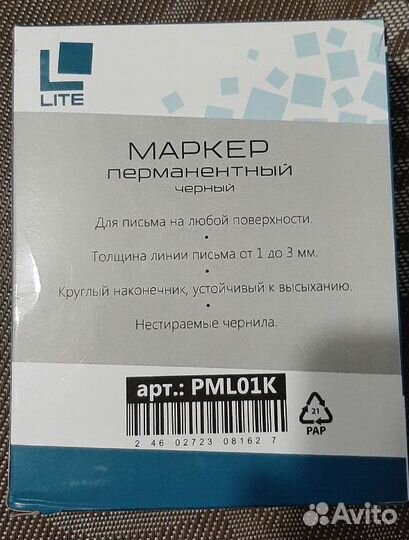 LITE
МАРКЕР
перманентный
черный
Для письма на любой поверхности.
•
Толщина линии письма от 1 до 3 мм.
•
Круглый наконечник, устойчивый к высыханию.
•
Нестираемые чернила.
арт.: PML01K
2 46 02723 08162 7
21
PAP
Avito